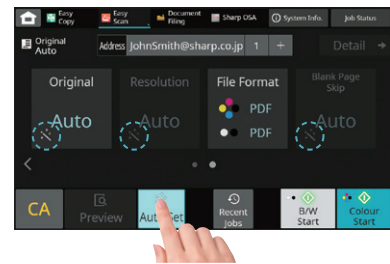 Easy
Copy
Easy
Scan
Document
Filing
Sharp OSA
System Info.
Job Status
Original
Auto
Address JohnSmith@sharp.co.jp 1 +
Detail
Original
Auto
Resolution
Auto
File Format
PDF
PDF
Blank Page
Skip
Auto
CA
Preview
Auto Set
Recent
Jobs
B/W
Start
Colour
Start